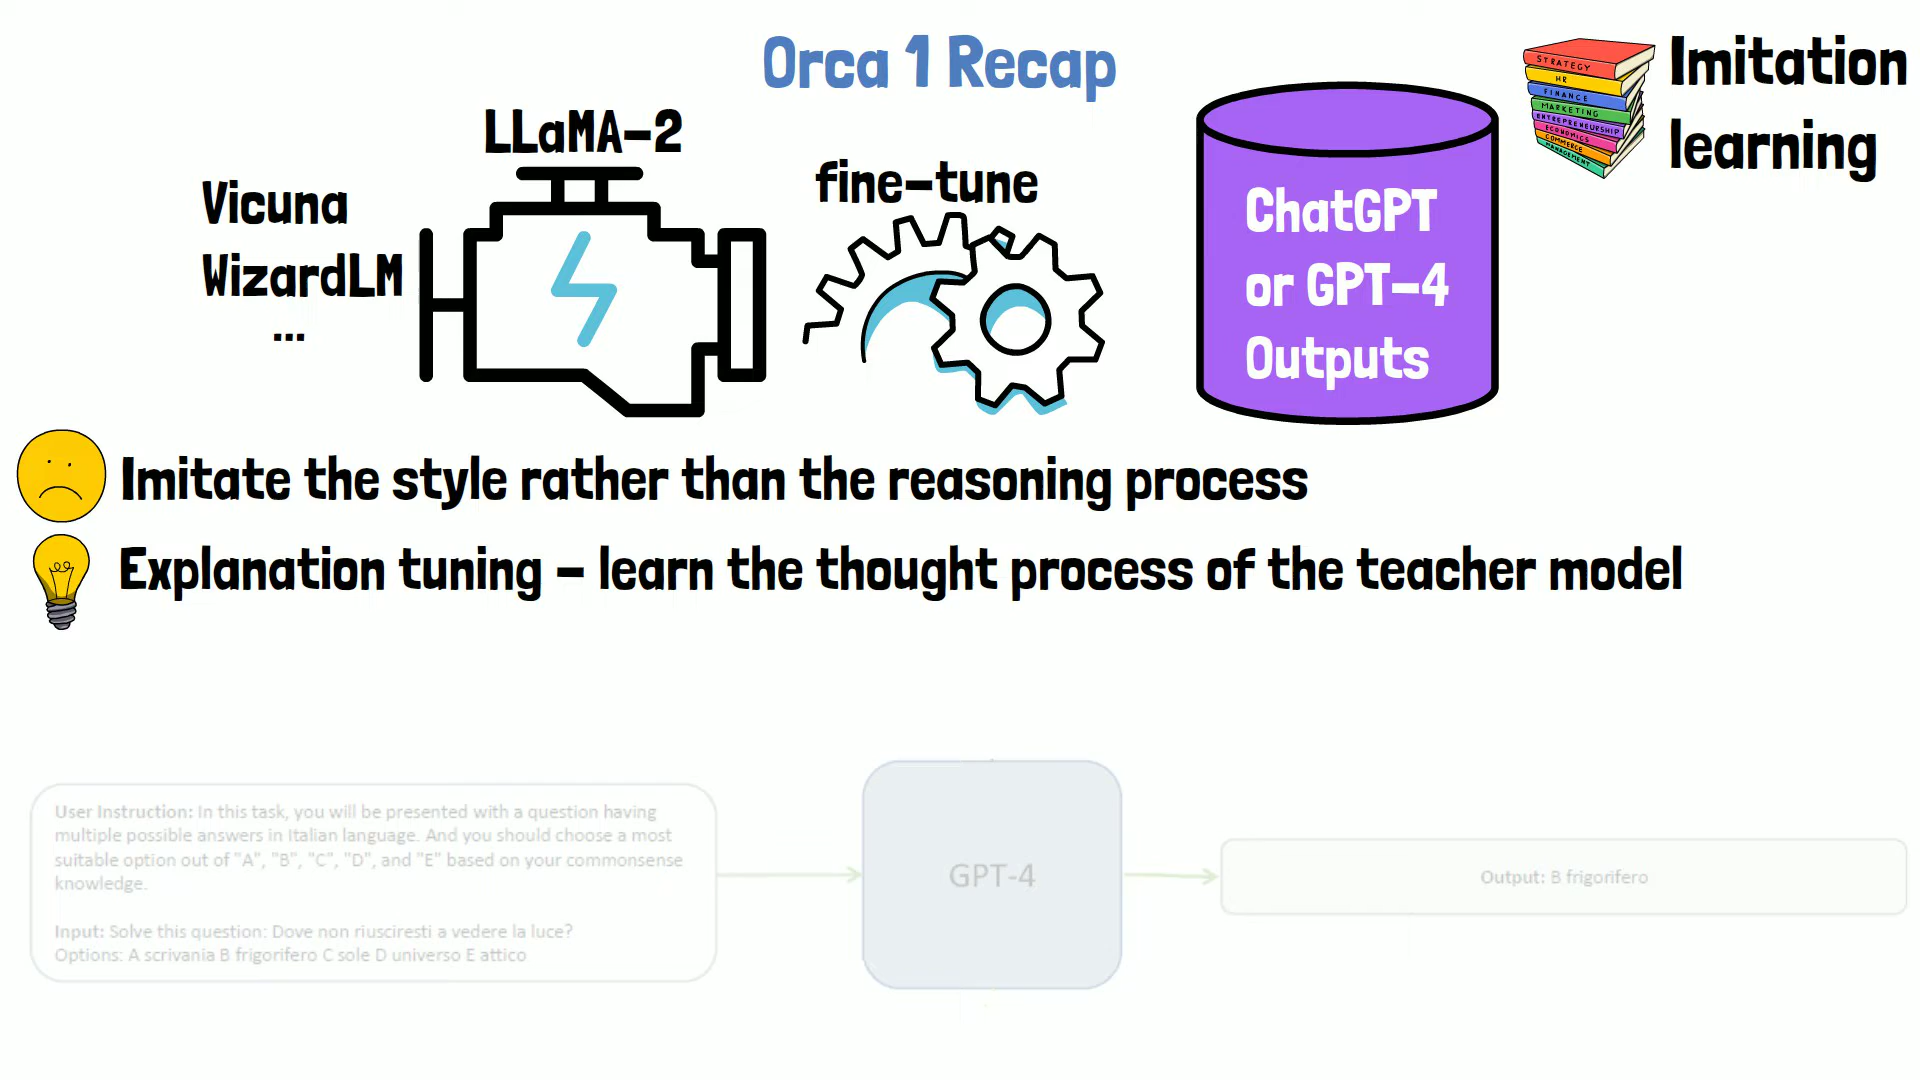 Orca 1 Recap
Imitation
learning
STRATEGY
HR
FINANCE
MARKETING
ENTREPRENEURSHIP
ECONOMICS
COMMERCE
MANAGEMENT
LLaMA-2
Vicuna
WizardLM
...
fine-tune
ChatGPT
or GPT-4
Outputs
Imitate the style rather than the reasoning process
Explanation tuning - learn the thought process of the teacher model
User Instruction: In this task, you will be presented with a question having
multiple possible answers in Italian language. And you should choose a most
suitable option out of "A", "B", "C", "D", and "E" based on your commonsense
knowledge.
Input: Solve this question: Dove non riusciresti a vedere la luce?
Options: A scrivania B frigorifero C sole D universo E attico
GPT-4
Output: B frigorifero